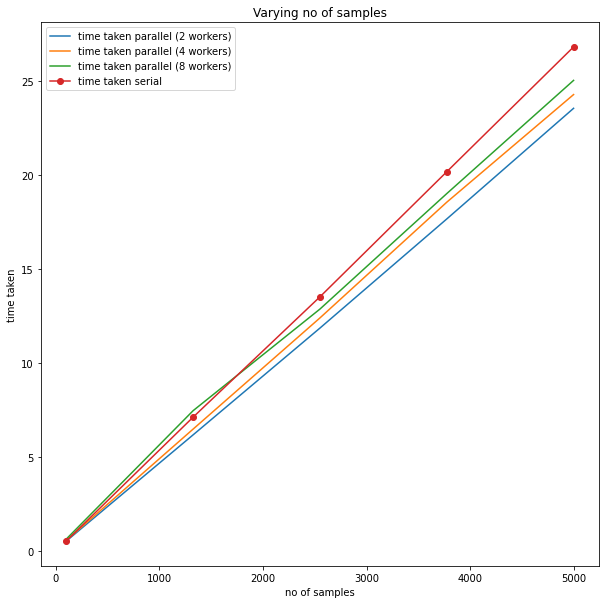 Varying no of samples
time taken parallel (2 workers)
time taken parallel (4 workers)
time taken parallel (8 workers)
time taken serial
25
20
15
10
5
0
time taken
0 1000 2000 3000 4000 5000
no of samples